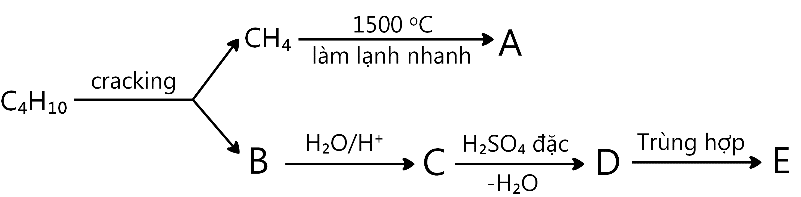 C₄H₁₀ cracking
CH₄ 1500 ºC làm lạnh nhanh A
B H₂O/H⁺ C H₂SO₄ đặc -H₂O D Trùng hợp E